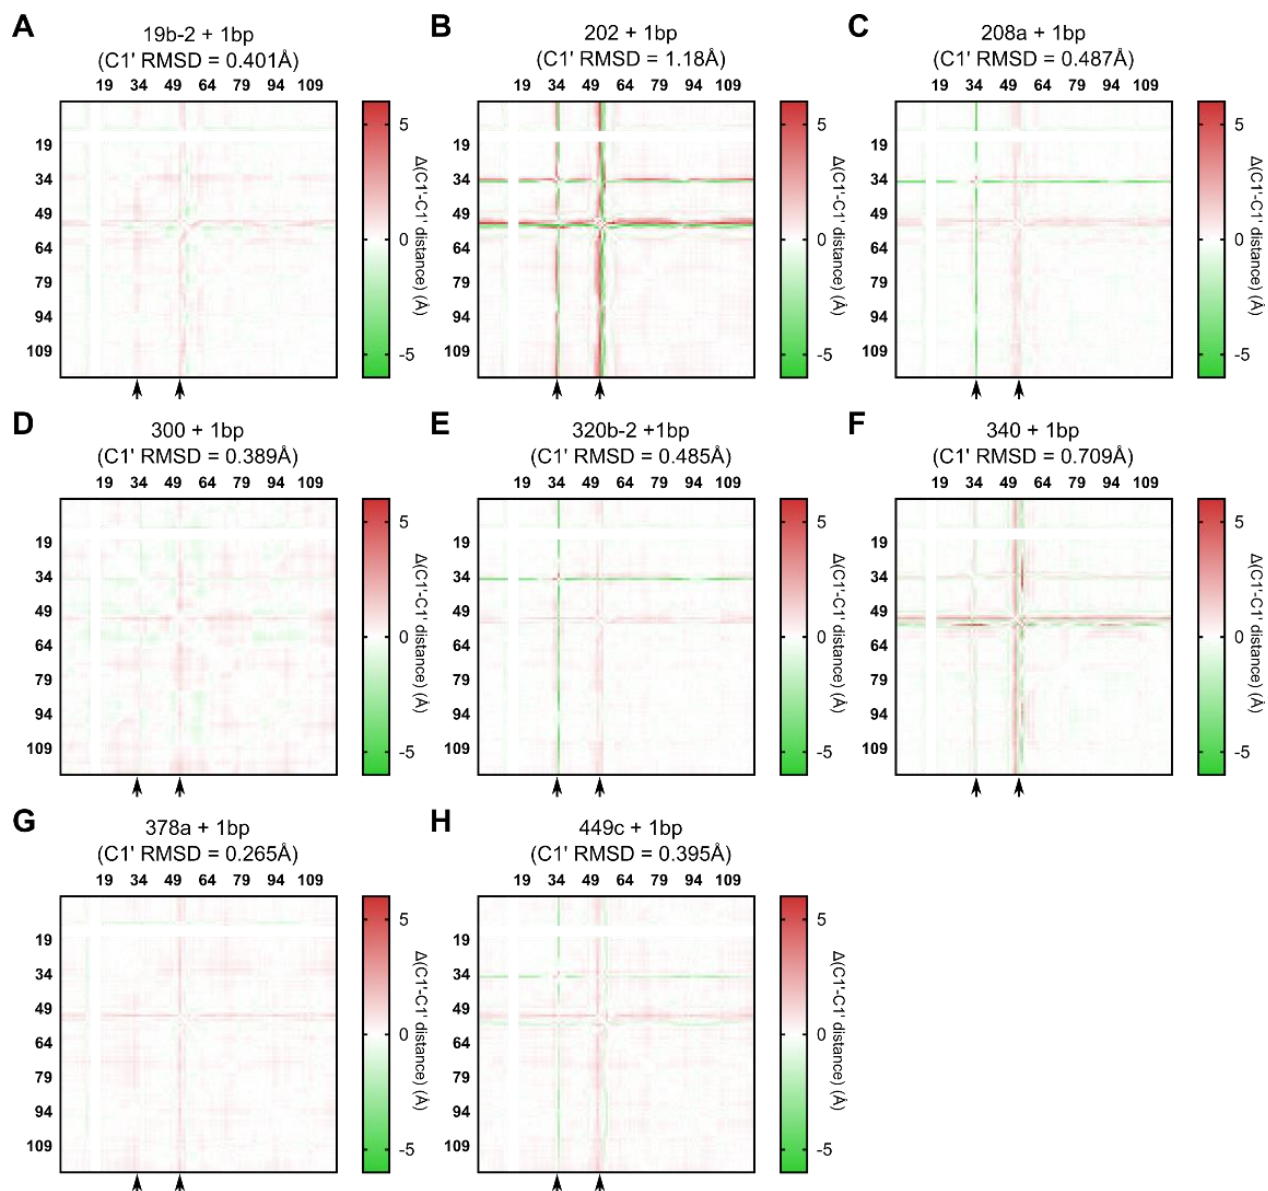 A
19b-2 + 1bp
(C1' RMSD = 0.401Å)
19 34 49 64 79 94 109
19
34
49
64
79
94
109
5
0
-5
Δ(C1'-C1' distance) (Å)
B
202 + 1bp
(C1' RMSD = 1.18Å)
19 34 49 64 79 94 109
19
34
49
64
79
94
109
5
0
-5
Δ(C1'-C1' distance) (Å)
C
208a + 1bp
(C1' RMSD = 0.487Å)
19 34 49 64 79 94 109
19
34
49
64
79
94
109
5
0
-5
Δ(C1'-C1' distance) (Å)
D
300 + 1bp
(C1' RMSD = 0.389Å)
19 34 49 64 79 94 109
19
34
49
64
79
94
109
5
0
-5
Δ(C1'-C1' distance) (Å)
E
320b-2 +1bp
(C1' RMSD = 0.485Å)
19 34 49 64 79 94 109
19
34
49
64
79
94
109
5
0
-5
Δ(C1'-C1' distance) (Å)
F
340 + 1bp
(C1' RMSD = 0.709Å)
19 34 49 64 79 94 109
19
34
49
64
79
94
109
5
0
-5
Δ(C1'-C1' distance) (Å)
G
378a + 1bp
(C1' RMSD = 0.265Å)
19 34 49 64 79 94 109
19
34
49
64
79
94
109
5
0
-5
Δ(C1'-C1' distance) (Å)
H
449c + 1bp
(C1' RMSD = 0.395Å)
19 34 49 64 79 94 109
19
34
49
64
79
94
109
5
0
-5
Δ(C1'-C1' distance) (Å)